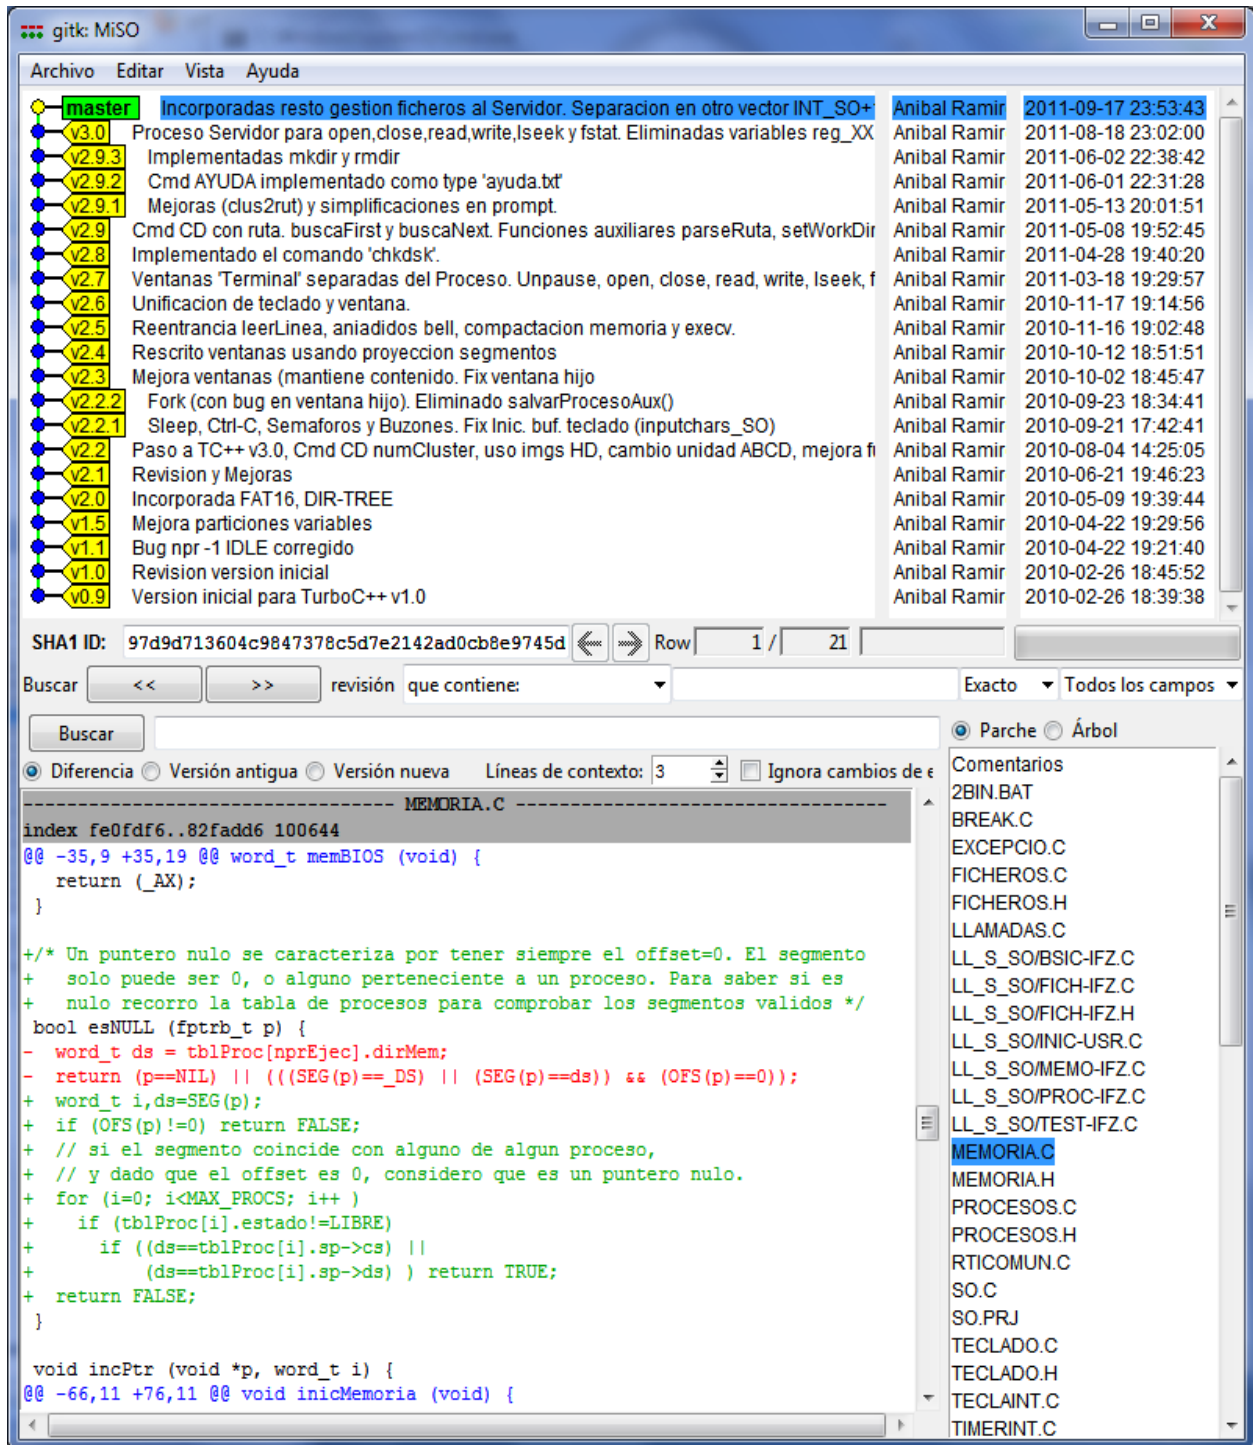 gitk: MiSO
Archivo Editar Vista Ayuda
master Incorporadas resto gestion ficheros al Servidor. Separacion en otro vector INT_SO+ Anibal Ramir 2011-09-17 23:53:43
v3.0 Proceso Servidor para open,close,read,write,lseek y fstat. Eliminadas variables reg_XX Anibal Ramir 2011-08-18 23:02:00
v2.9.3 Implementadas mkdir y rmdir Anibal Ramir 2011-06-02 22:38:42
v2.9.2 Cmd AYUDA implementado como type 'ayuda.txt' Anibal Ramir 2011-06-01 22:31:28
v2.9.1 Mejoras (clus2rut) y simplificaciones en prompt. Anibal Ramir 2011-05-13 20:01:51
v2.9 Cmd CD con ruta. buscaFirst y buscaNext. Funciones auxiliares parseRuta, setWorkDir Anibal Ramir 2011-05-08 19:52:45
v2.8 Implementado el comando 'chkdsk'. Anibal Ramir 2011-04-28 19:40:20
v2.7 Ventanas 'Terminal' separadas del Proceso. Unpause, open, close, read, write, lseek, f Anibal Ramir 2011-03-18 19:29:57
v2.6 Unificacion de teclado y ventana. Anibal Ramir 2010-11-17 19:14:56
v2.5 Reentrancia leerLinea, aniadidos bell, compactacion memoria y execv. Anibal Ramir 2010-11-16 19:02:48
v2.4 Rescrito ventanas usando proyeccion segmentos Anibal Ramir 2010-10-12 18:51:51
v2.3 Mejora ventanas (mantiene contenido. Fix ventana hijo Anibal Ramir 2010-10-02 18:45:47
v2.2.2 Fork (con bug en ventana hijo). Eliminado salvarProcesoAux() Anibal Ramir 2010-09-23 18:34:41
v2.2.1 Sleep, Ctrl-C, Semaforos y Buzones. Fix Inic. buf. teclado (inputchars_SO) Anibal Ramir 2010-09-21 17:42:41
v2.2 Paso a TC++ v3.0, Cmd CD numCluster, uso imgs HD, cambio unidad ABCD, mejora fu Anibal Ramir 2010-08-04 14:25:05
v2.1 Revision y Mejoras Anibal Ramir 2010-06-21 19:46:23
v2.0 Incorporada FAT16, DIR-TREE Anibal Ramir 2010-05-09 19:39:44
v1.5 Mejora particiones variables Anibal Ramir 2010-04-22 19:29:56
v1.1 Bug npr -1 IDLE corregido Anibal Ramir 2010-04-22 19:21:40
v1.0 Revision version inicial Anibal Ramir 2010-02-26 18:45:52
v0.9 Version inicial para TurboC++ v1.0 Anibal Ramir 2010-02-26 18:39:38
SHA1 ID: 97d9d713604c9847378c5d7e2142ad0cb8e9745d Row 1 / 21
Buscar << >> revisión que contiene: Exacto Todos los campos
Buscar
Diferencia Versión antigua Versión nueva Líneas de contexto: 3 Ignora cambios de e
---------------------------------- MEMORIA.C ----------------------------------
index fe0fdf6..82fadd6 100644
@@ -35,9 +35,19 @@ word_t memBIOS (void) {
   return (_AX);
 }
+/* Un puntero nulo se caracteriza por tener siempre el offset=0. El segmento
+   solo puede ser 0, o alguno perteneciente a un proceso. Para saber si es
+   nulo recorro la tabla de procesos para comprobar los segmentos validos */
 bool esNULL (fptrb_t p) {
-  word_t ds = tblProc[nprEjec].dirMem;
-  return (p==NIL) || (((SEG(p)==_DS) || (SEG(p)==ds)) && (OFS(p)==0));
+  word_t i,ds=SEG(p);
+  if (OFS(p)!=0) return FALSE;
+  // si el segmento coincide con alguno de algun proceso,
+  // y dado que el offset es 0, considero que es un puntero nulo.
+  for (i=0; i<MAX_PROCS; i++ )
+    if (tblProc[i].estado!=LIBRE)
+      if ((ds==tblProc[i].sp->cs) ||
+          (ds==tblProc[i].sp->ds) ) return TRUE;
+  return FALSE;
 }
 void incPtr (void *p, word_t i) {
@@ -66,11 +76,11 @@ void inicMemoria (void) {
Parche Árbol
Comentarios
2BIN.BAT
BREAK.C
EXCEPCIO.C
FICHEROS.C
FICHEROS.H
LLAMADAS.C
LL_S_SO/BSIC-IFZ.C
LL_S_SO/FICH-IFZ.C
LL_S_SO/FICH-IFZ.H
LL_S_SO/INIC-USR.C
LL_S_SO/MEMO-IFZ.C
LL_S_SO/PROC-IFZ.C
LL_S_SO/TEST-IFZ.C
MEMORIA.C
MEMORIA.H
PROCESOS.C
PROCESOS.H
RTICOMUN.C
SO.C
SO.PRJ
TECLADO.C
TECLADO.H
TECLAINT.C
TIMERINT.C